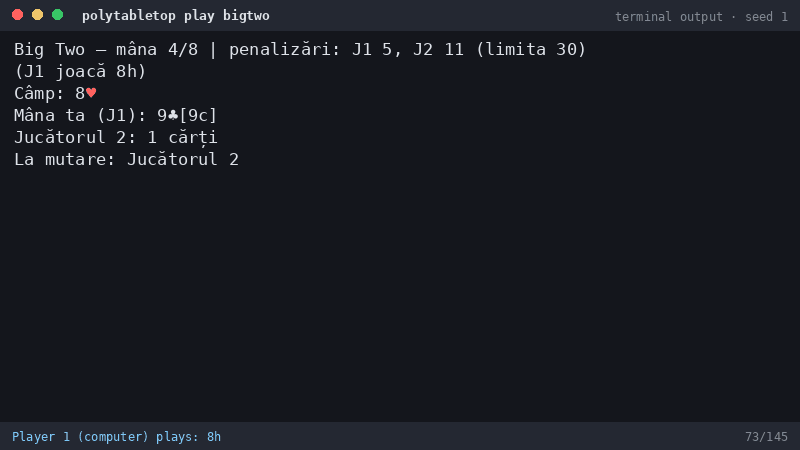 polytabletop play bigtwo
terminal output · seed 1
Big Two — mâna 4/8 | penalizări: J1 5, J2 11 (limita 30)
(J1 joacă 8h)
Câmp: 8♥
Mâna ta (J1): 9♣[9c]
Jucătorul 2: 1 cărți
La mutare: Jucătorul 2
Player 1 (computer) plays: 8h
73/145